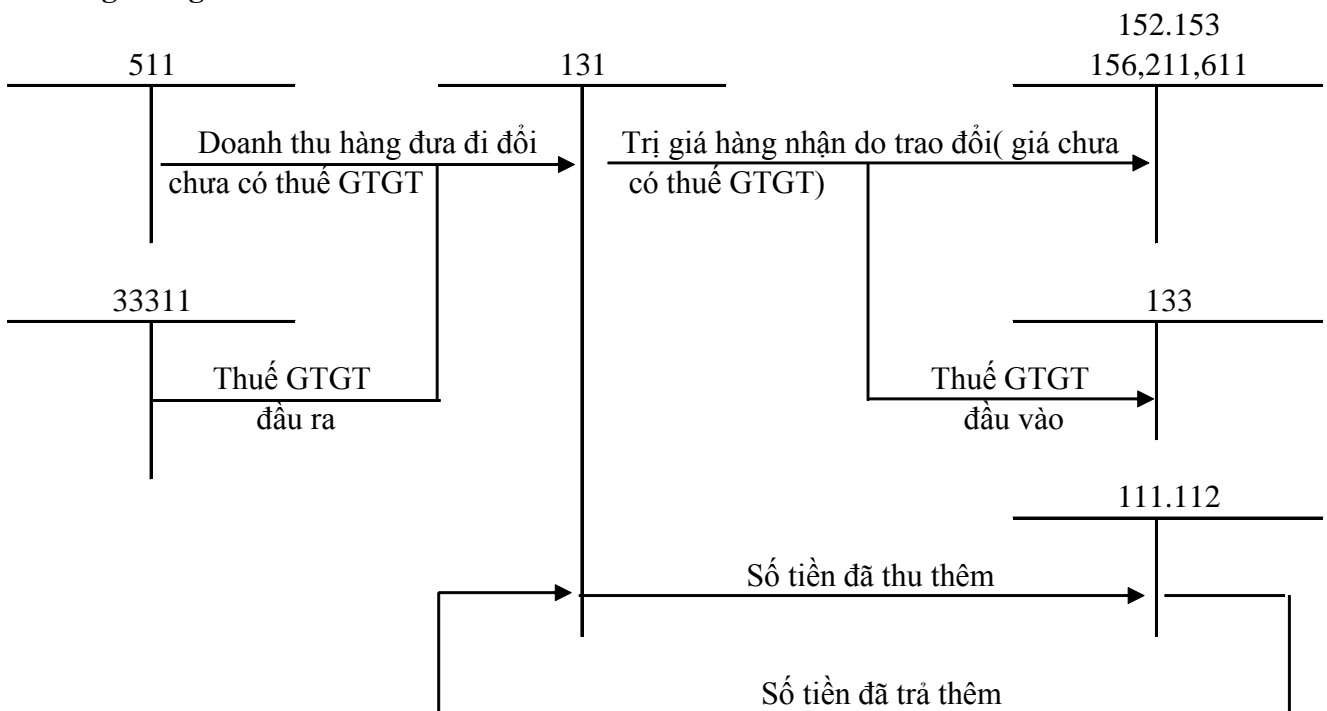 152.153
511
131
156,211,611
Doanh thu hàng đưa đi đổi
chưa có thuế GTGT
Trị giá hàng nhận do trao đổi( giá chưa
có thuế GTGT)
33311
133
Thuế GTGT
đầu ra
Thuế GTGT
đầu vào
111.112
Số tiền đã thu thêm
Số tiền đã trả thêm